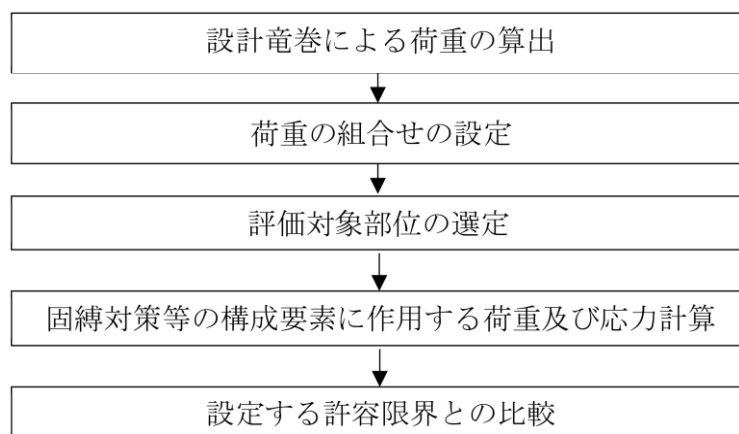 設計竜巻による荷重の算出
荷重の組合せの設定
評価対象部位の選定
固縛対策等の構成要素に作用する荷重及び応力計算
設定する許容限界との比較